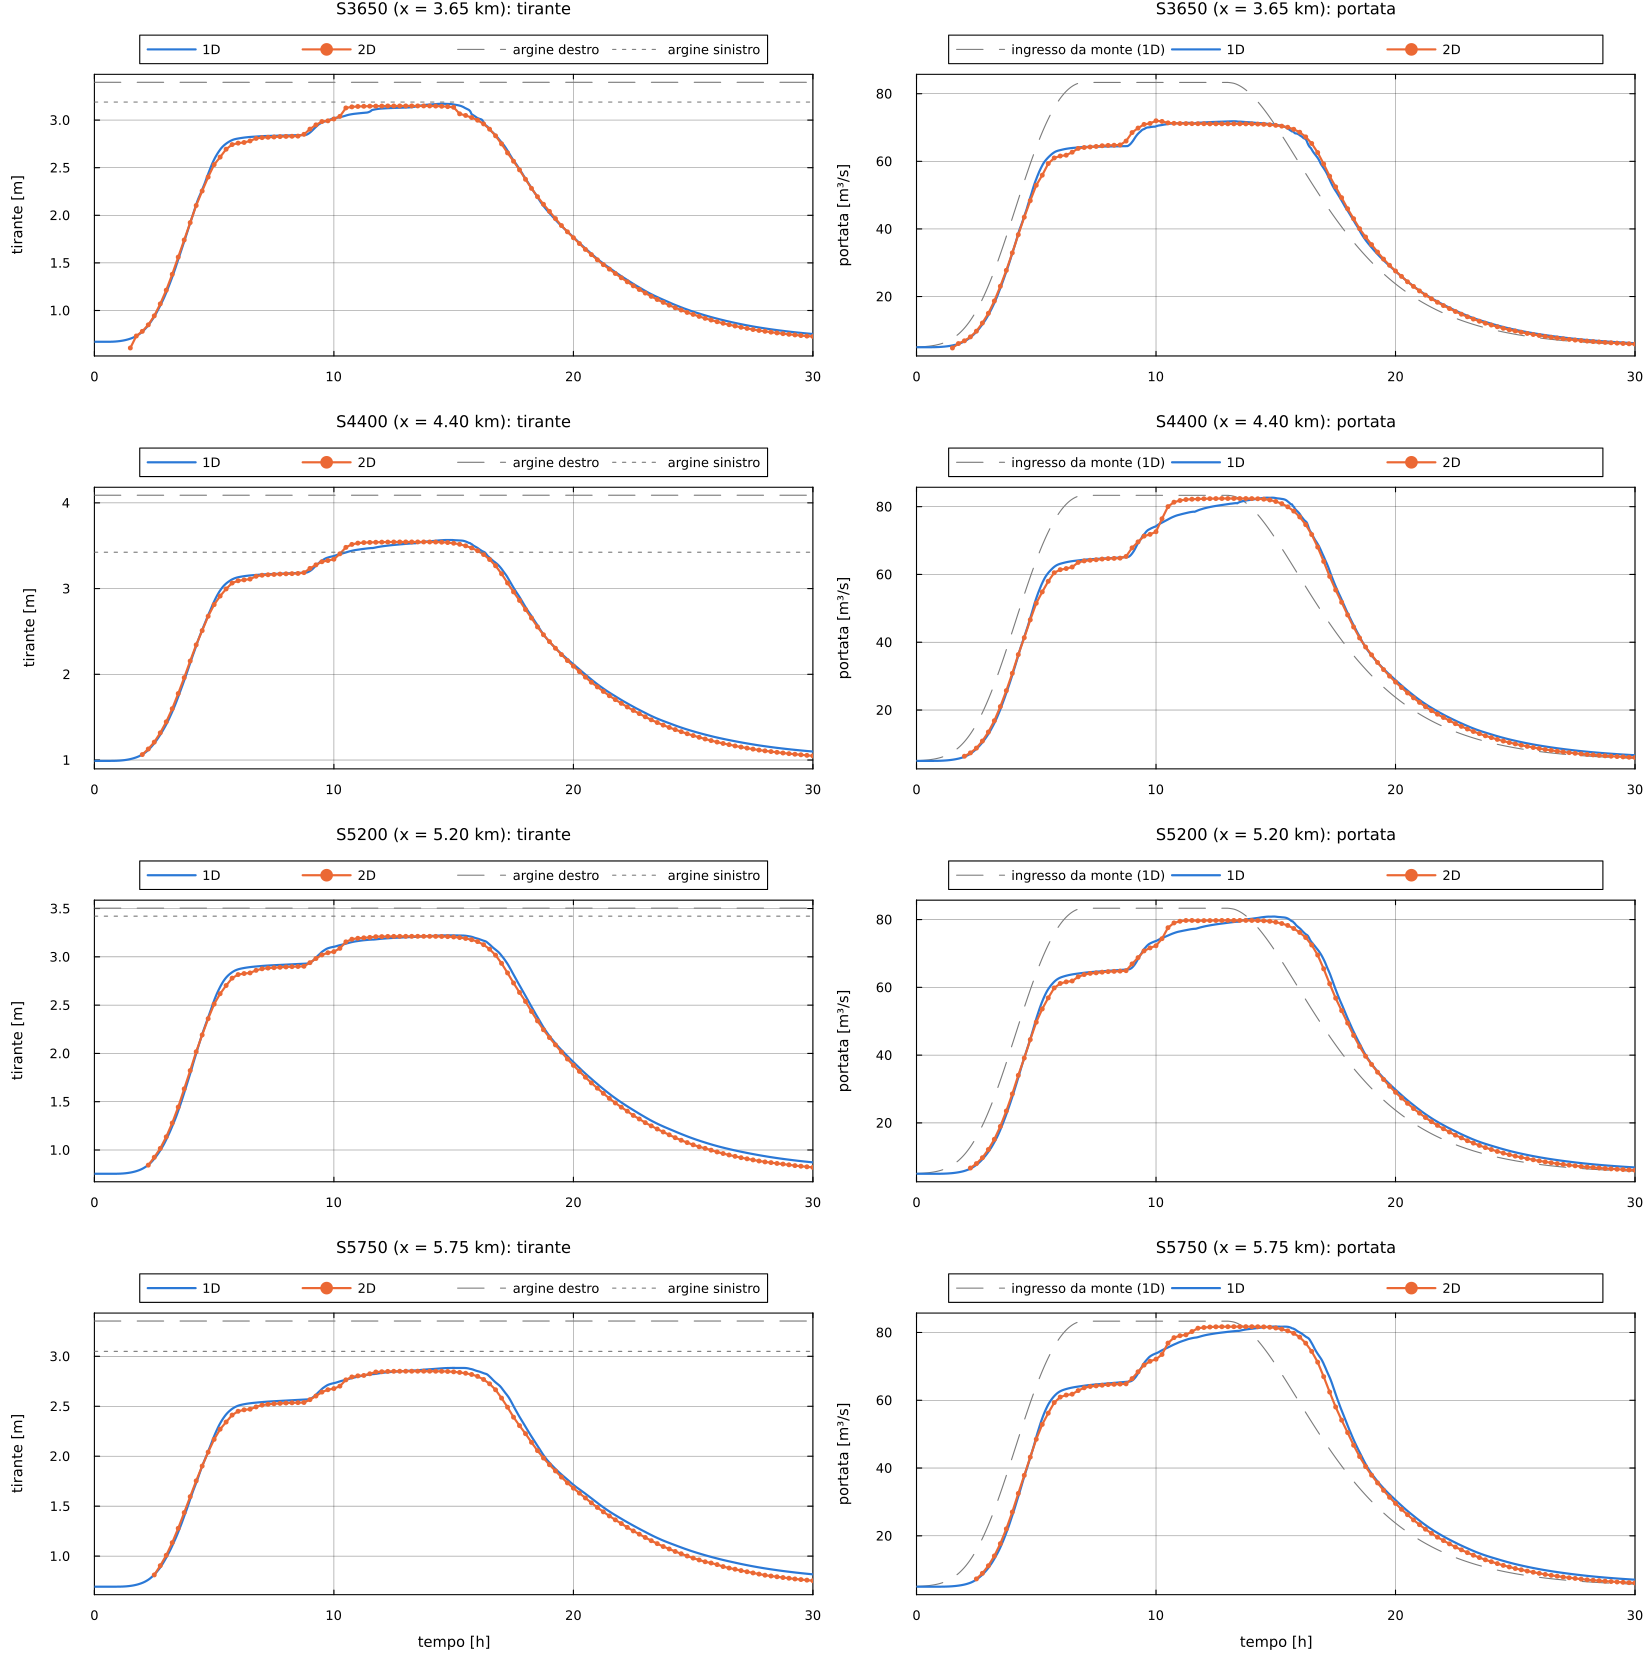 S3650 (x = 3.65 km): tirante
1D 2D argine destro argine sinistro
tirante [m]
3.0
2.5
2.0
1.5
1.0
0 10 20 30
S3650 (x = 3.65 km): portata
ingresso da monte (1D) 1D 2D
portata [m³/s]
80
60
40
20
0 10 20 30
S4400 (x = 4.40 km): tirante
1D 2D argine destro argine sinistro
tirante [m]
4
3
2
1
0 10 20 30
S4400 (x = 4.40 km): portata
ingresso da monte (1D) 1D 2D
portata [m³/s]
80
60
40
20
0 10 20 30
S5200 (x = 5.20 km): tirante
1D 2D argine destro argine sinistro
tirante [m]
3.5
3.0
2.5
2.0
1.5
1.0
0 10 20 30
S5200 (x = 5.20 km): portata
ingresso da monte (1D) 1D 2D
portata [m³/s]
80
60
40
20
0 10 20 30
S5750 (x = 5.75 km): tirante
1D 2D argine destro argine sinistro
tirante [m]
3.0
2.5
2.0
1.5
1.0
0 10 20 30
tempo [h]
S5750 (x = 5.75 km): portata
ingresso da monte (1D) 1D 2D
portata [m³/s]
80
60
40
20
0 10 20 30
tempo [h]